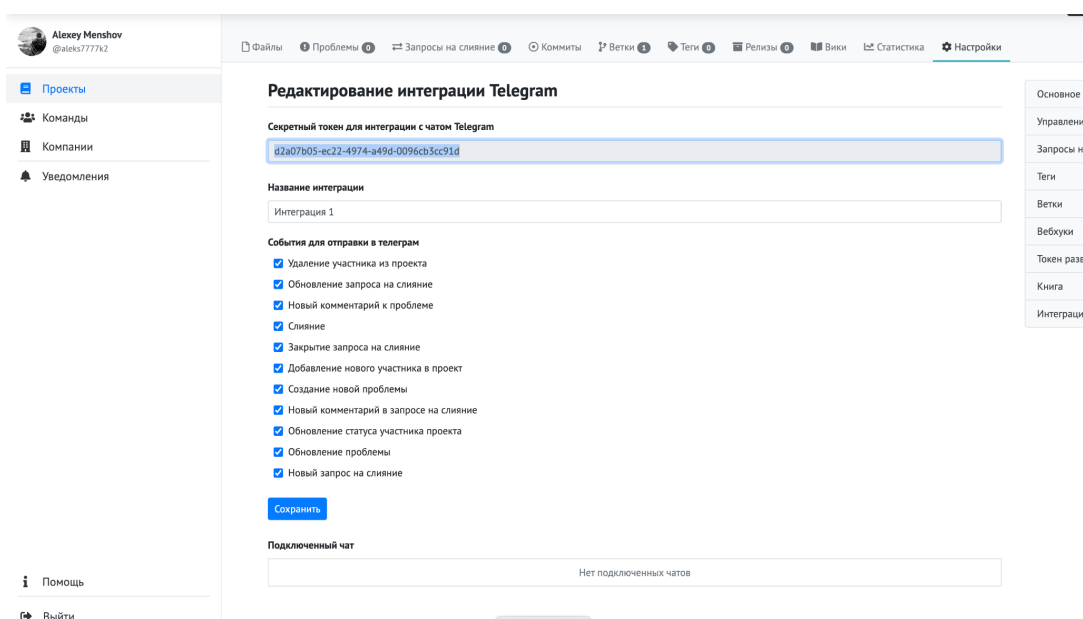 Alexey Menshov
@aleks7777k2
Файлы Проблемы 0 Запросы на слияние 0 Коммиты Ветки 1 Теги 0 Релизы 0 Вики Статистика Настройки
Проекты
Команды
Компании
Уведомления
Редактирование интеграции Telegram
Секретный токен для интеграции с чатом Telegram
d2a07b05-ec22-4974-a49d-0096cb3cc91d
Название интеграции
Интеграция 1
События для отправки в телеграм
Удаление участника из проекта
Обновление запроса на слияние
Новый комментарий к проблеме
Слияние
Закрытие запроса на слияние
Добавление нового участника в проект
Создание новой проблемы
Новый комментарий в запросе на слияние
Обновление статуса участника проекта
Обновление проблемы
Новый запрос на слияние
Сохранить
Подключенный чат
Нет подключенных чатов
Основное
Управлени
Запросы н
Теги
Ветки
Вебхуки
Токен разв
Книга
Интеграци
Помощь
Выйти